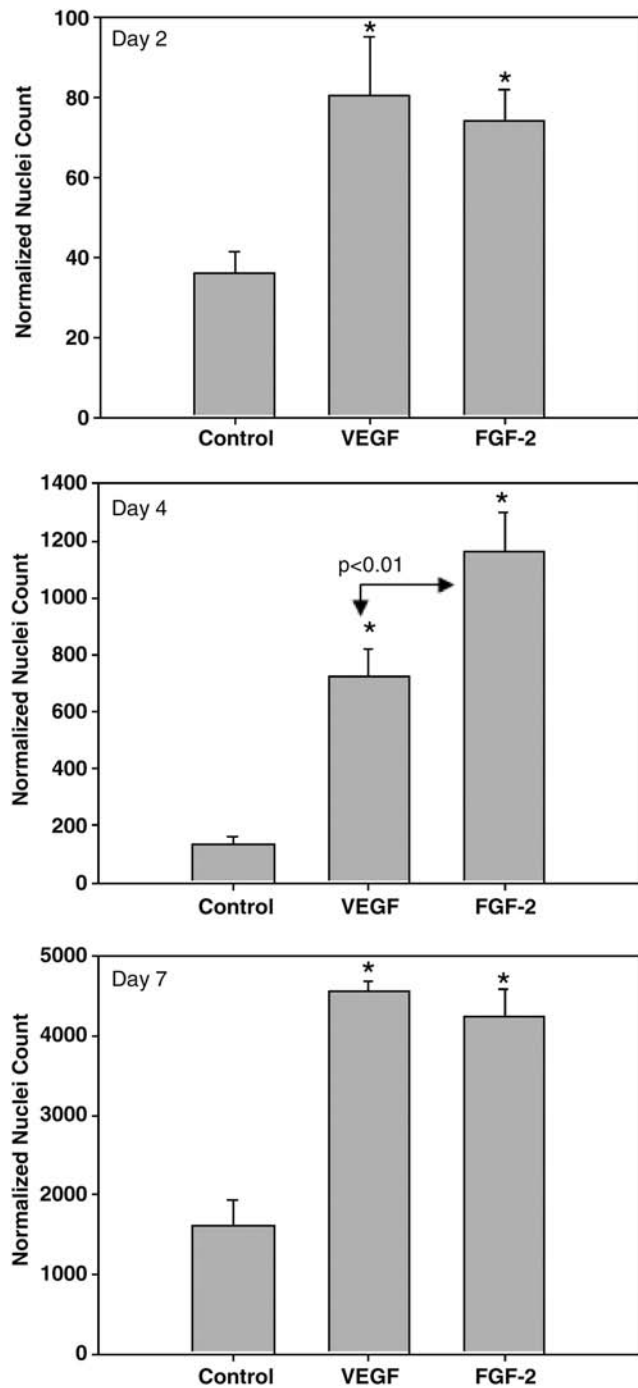 Day 2
Normalized Nuclei Count
100
80
60
40
20
0
*
*
Control VEGF FGF-2
Day 4
Normalized Nuclei Count
1400
1200
1000
800
600
400
200
0
p<0.01
*
*
Control VEGF FGF-2
Day 7
Normalized Nuclei Count
5000
4000
3000
2000
1000
0
*
*
Control VEGF FGF-2